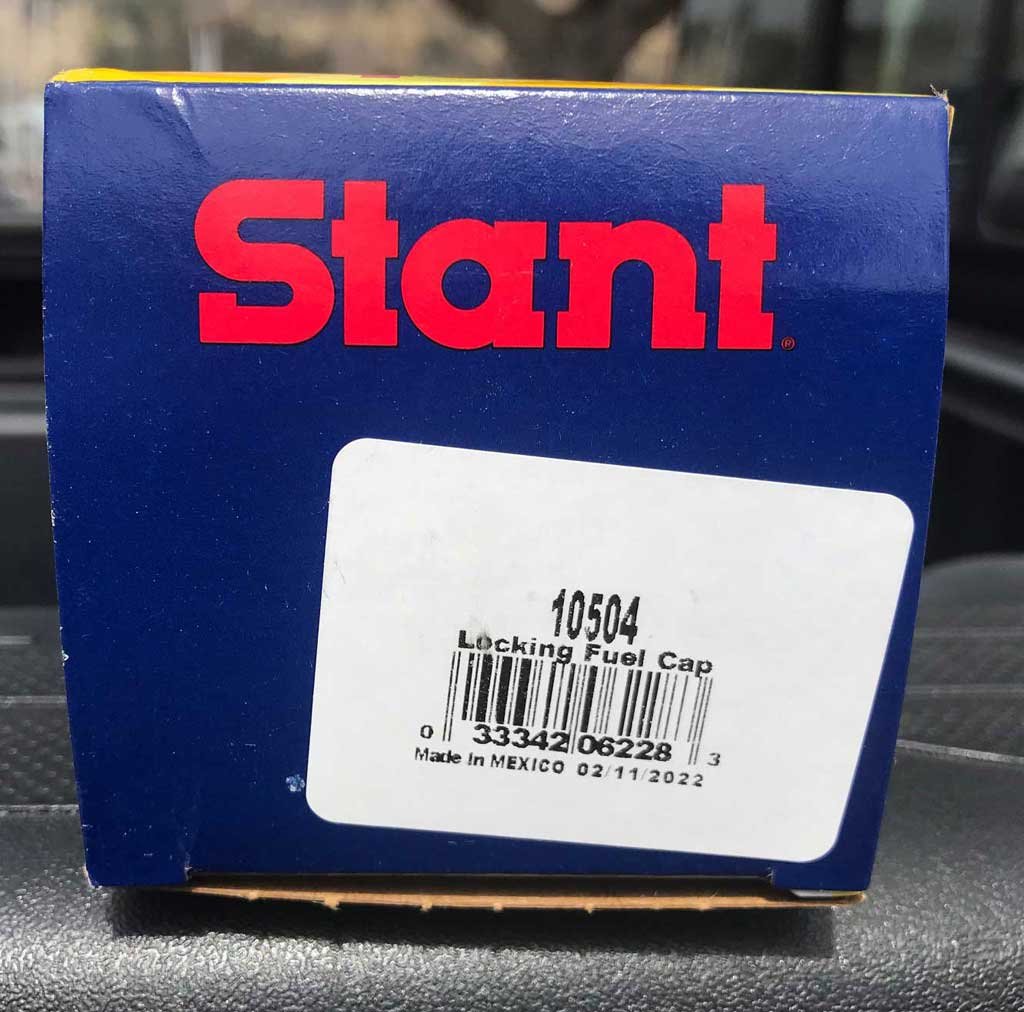 Stant®
10504
Locking Fuel Cap
0 33342 06228 3
Made In MEXICO 02/11/2022